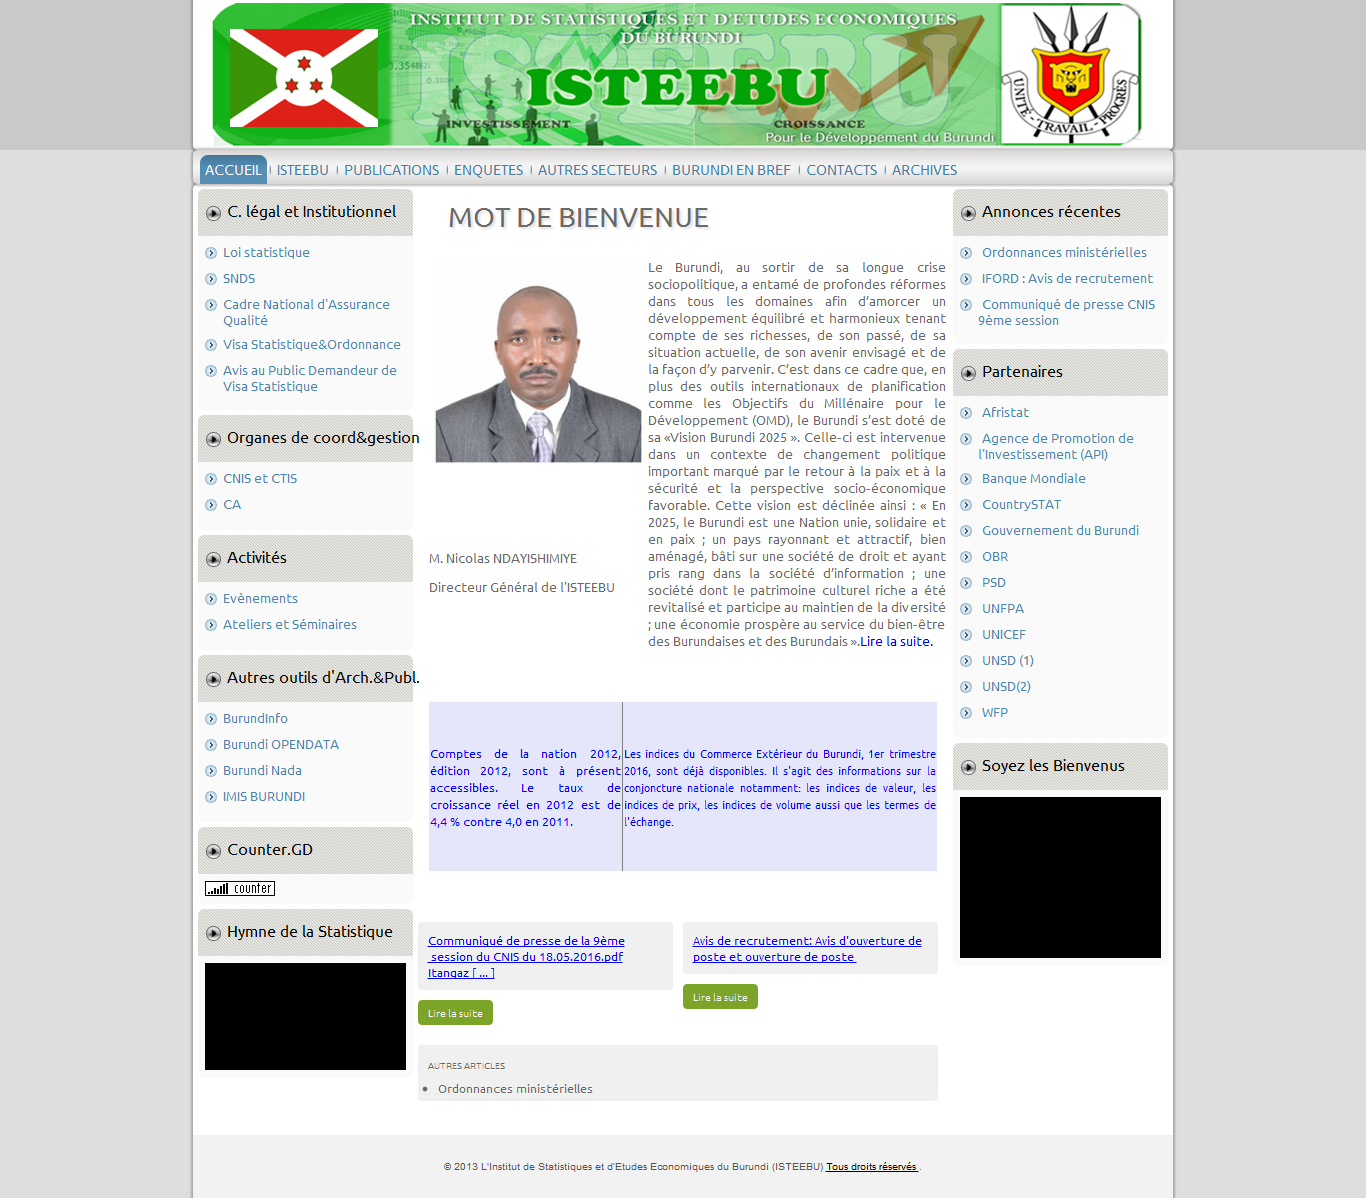 INSTITUT DE STATISTIQUES ET D'ETUDES ECONOMIQUES
DU BURUNDI
ISTEEBU
ISTEEBU
INVESTISSEMENT
CROISSANCE
Pour le Développement du Burundi
UNITE - TRAVAIL - PROGRES
ACCUEIL
ISTEEBU
PUBLICATIONS
ENQUETES
AUTRES SECTEURS
BURUNDI EN BREF
CONTACTS
ARCHIVES
C. légal et Institutionnel
Loi statistique
SNDS
Cadre National d'Assurance
Qualité
Visa Statistique&Ordonnance
Avis au Public Demandeur de
Visa Statistique
Organes de coord&gestion
CNIS et CTIS
CA
Activités
Evènements
Ateliers et Séminaires
Autres outils d'Arch.&Publ.
BurundInfo
Burundi OPENDATA
Burundi Nada
IMIS BURUNDI
Counter.GD
counter
Hymne de la Statistique
MOT DE BIENVENUE
M. Nicolas NDAYISHIMIYE
Directeur Général de l'ISTEEBU
Le Burundi, au sortir de sa longue crise
sociopolitique, a entamé de profondes réformes
dans tous les domaines afin d’amorcer un
développement équilibré et harmonieux tenant
compte de ses richesses, de son passé, de sa
situation actuelle, de son avenir envisagé et de
la façon d’y parvenir. C’est dans ce cadre que, en
plus des outils internationaux de planification
comme les Objectifs du Millénaire pour le
Développement (OMD), le Burundi s’est doté de
sa «Vision Burundi 2025 ». Celle-ci est intervenue
dans un contexte de changement politique
important marqué par le retour à la paix et à la
sécurité et la perspective socio-économique
favorable. Cette vision est déclinée ainsi : « En
2025, le Burundi est une Nation unie, solidaire et
en paix ; un pays rayonnant et attractif, bien
aménagé, bâti sur une société de droit et ayant
pris rang dans la société d’information ; une
société dont le patrimoine culturel riche a été
revitalisé et participe au maintien de la diversité
; une économie prospère au service du bien-être
des Burundaises et des Burundais ».Lire la suite.
Comptes de la nation 2012,
édition 2012, sont à présent
accessibles. Le taux de
croissance réel en 2012 est de
4,4 % contre 4,0 en 2011.
Les indices du Commerce Extérieur du Burundi, 1er trimestre
2016, sont déjà disponibles. Il s'agit des informations sur la
conjoncture nationale notamment: les indices de valeur, les
indices de prix, les indices de volume aussi que les termes de
l'échange.
Communiqué de presse de la 9ème
session du CNIS du 18.05.2016.pdf
Itangaz [ ... ]
Lire la suite
Avis de recrutement: Avis d'ouverture de
poste et ouverture de poste
Lire la suite
AUTRES ARTICLES
Ordonnances ministérielles
Annonces récentes
Ordonnances ministérielles
IFORD : Avis de recrutement
Communiqué de presse CNIS
9ème session
Partenaires
Afristat
Agence de Promotion de
l'Investissement (API)
Banque Mondiale
CountrySTAT
Gouvernement du Burundi
OBR
PSD
UNFPA
UNICEF
UNSD (1)
UNSD(2)
WFP
Soyez les Bienvenus
© 2013 L'Institut de Statistiques et d'Etudes Economiques du Burundi (ISTEEBU) Tous droits réservés .